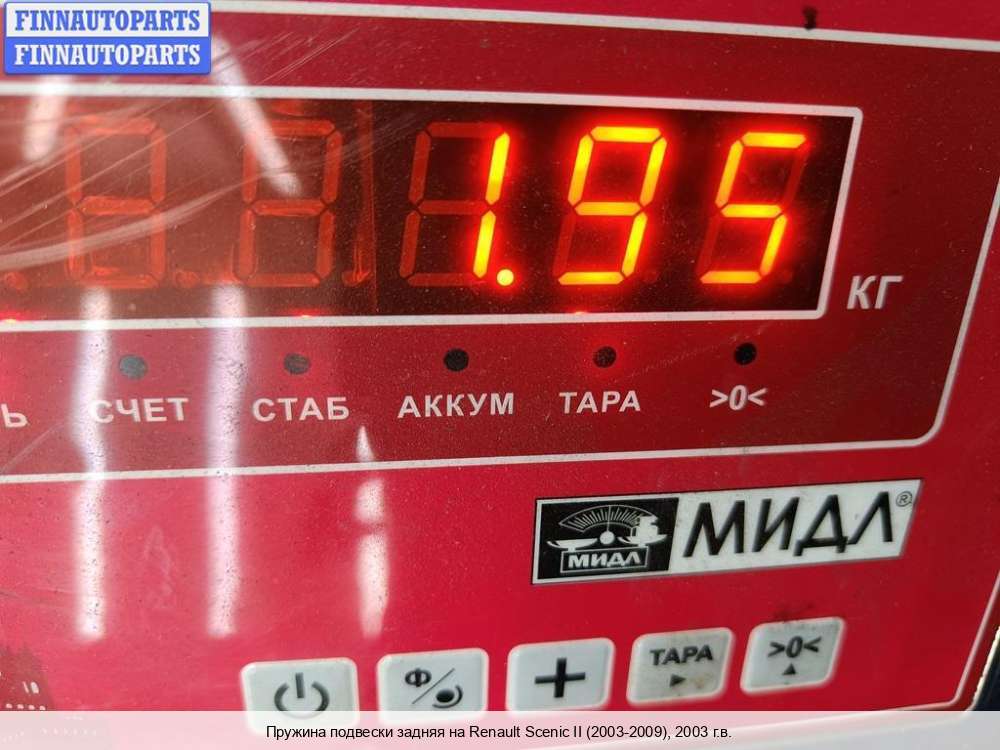 FINNAUTOPARTS
FINNAUTOPARTS
1.95
КГ
Ь СЧЕТ СТАБ АККУМ ТАРА >0<
МИДЛ МИДЛ®
Ф ТАРА >0<
10
Пружина подвески задняя на Renault Scenic II (2003-2009), 2003 г.в.